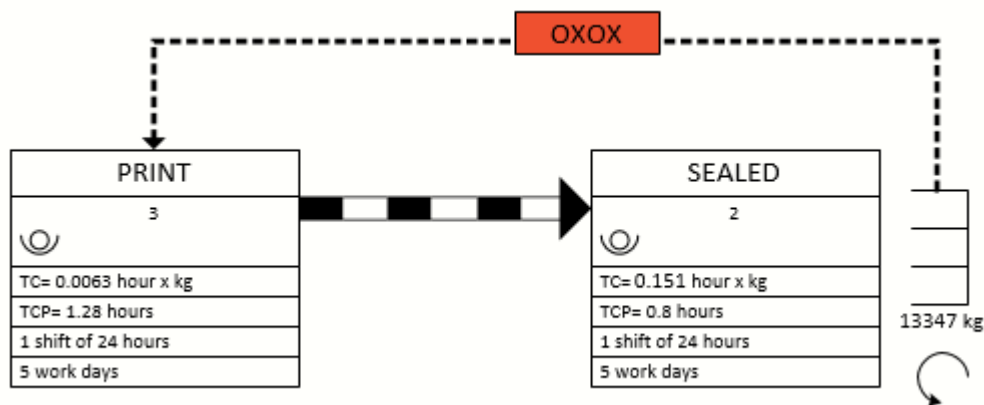 OXOX
PRINT
3
TC= 0.0063 hour x kg
TCP= 1.28 hours
1 shift of 24 hours
5 work days
SEALED
2
TC= 0.151 hour x kg
TCP= 0.8 hours
1 shift of 24 hours
5 work days
13347 kg